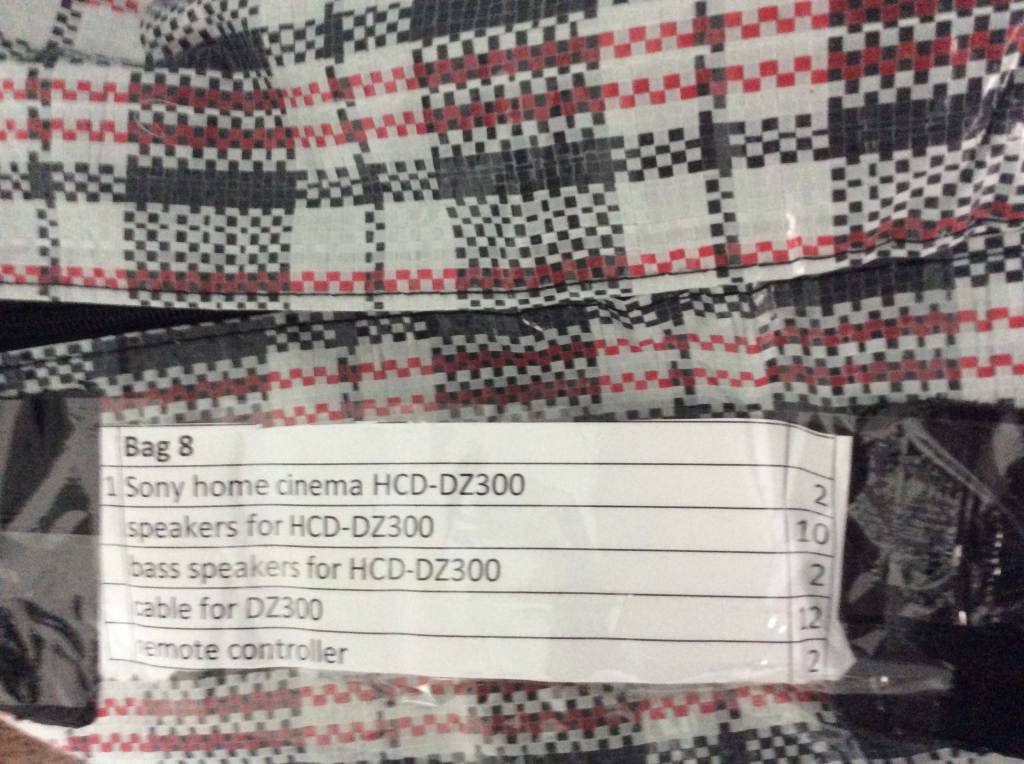 Bag 8
1 Sony home cinema HCD-DZ300 2
speakers for HCD-DZ300 10
bass speakers for HCD-DZ300 2
cable for DZ300 12
remote controller 2